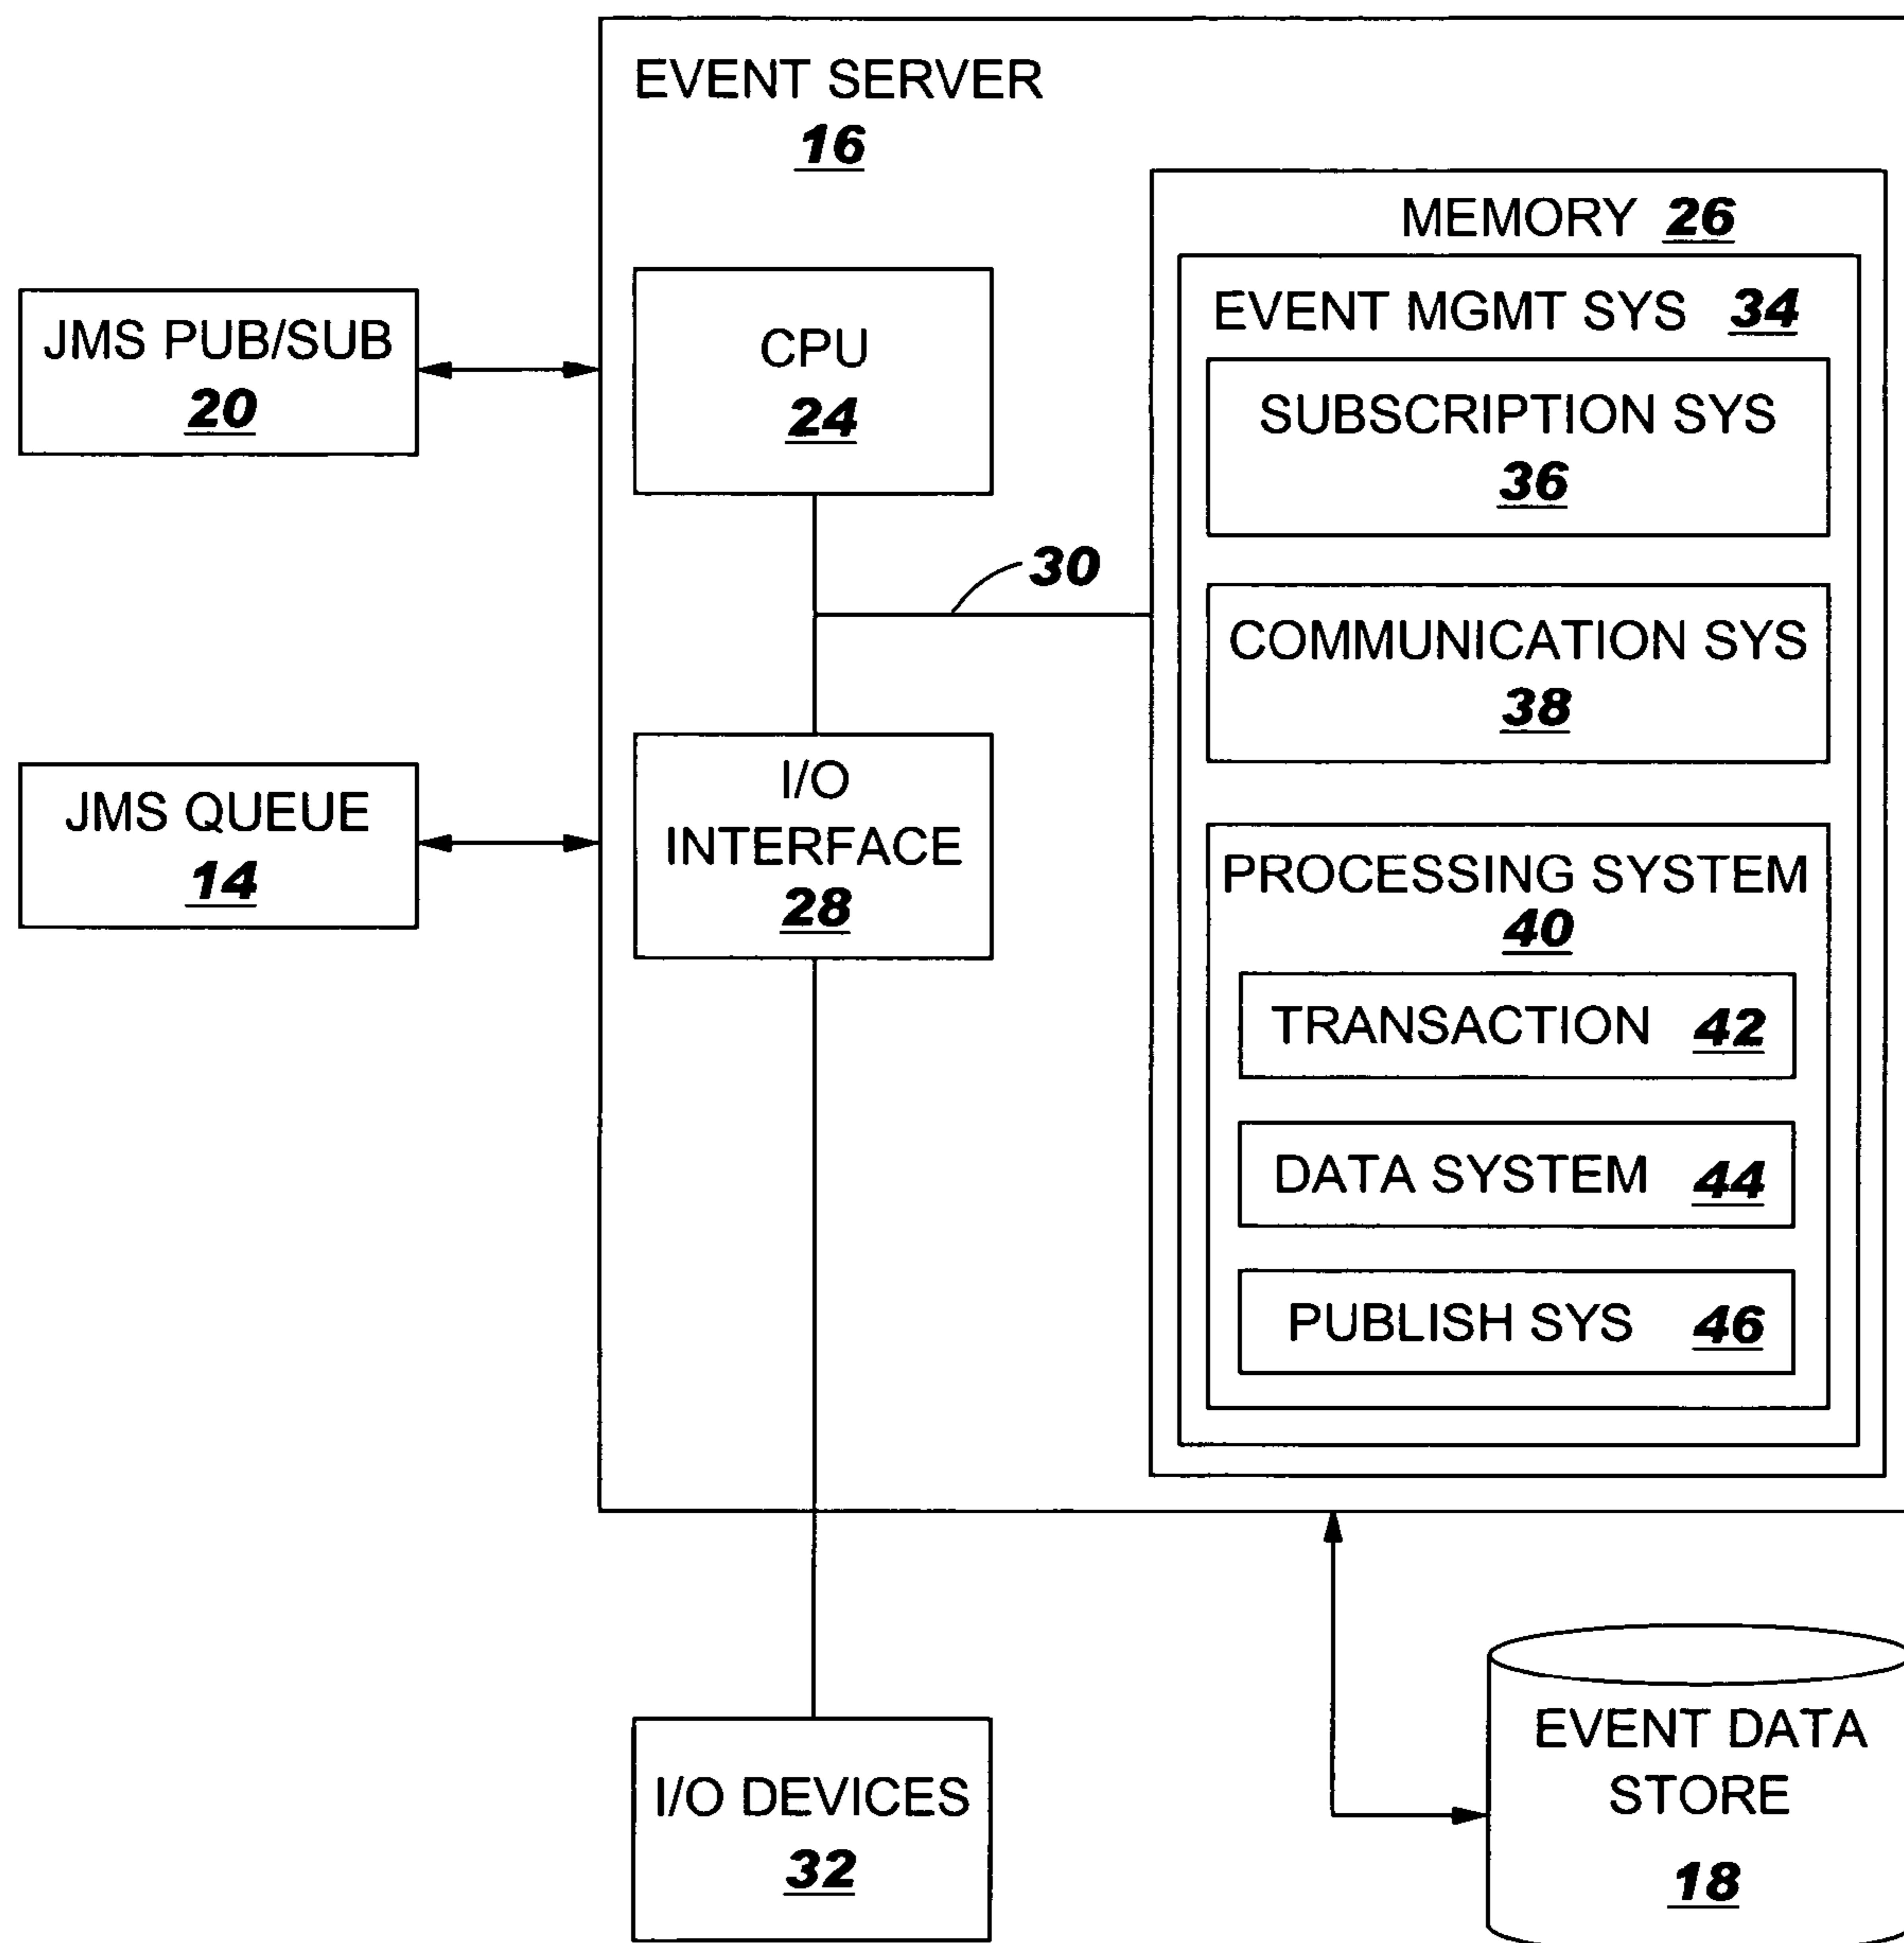 EVENT SERVER
16
MEMORY 26
EVENT MGMT SYS 34
JMS PUB/SUB
20
CPU
24
SUBSCRIPTION SYS
36
30
COMMUNICATION SYS
38
JMS QUEUE
14
I/O
INTERFACE
28
PROCESSING SYSTEM
40
TRANSACTION 42
DATA SYSTEM 44
PUBLISH SYS 46
I/O DEVICES
32
EVENT DATA
STORE
18